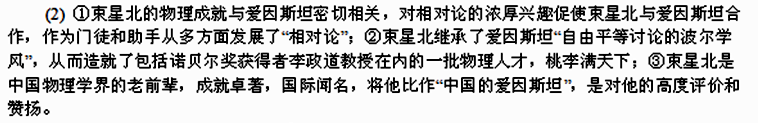 (2) ①束星北的物理成就与爱因斯坦密切相关，对相对论的浓厚兴趣促使束星北与爱因斯坦合
作，作为门徒和助手从多方面发展了“相对论”；②束星北继承了爱因斯坦“自由平等讨论的波尔学
风”，从而造就了包括诺贝尔奖获得者李政道教授在内的一批物理人才，桃李满天下；③束星北是
中国物理学界的老前辈，成就卓著，国际闻名，将他比作“中国的爱因斯坦”，是对他的高度评价和
赞扬。